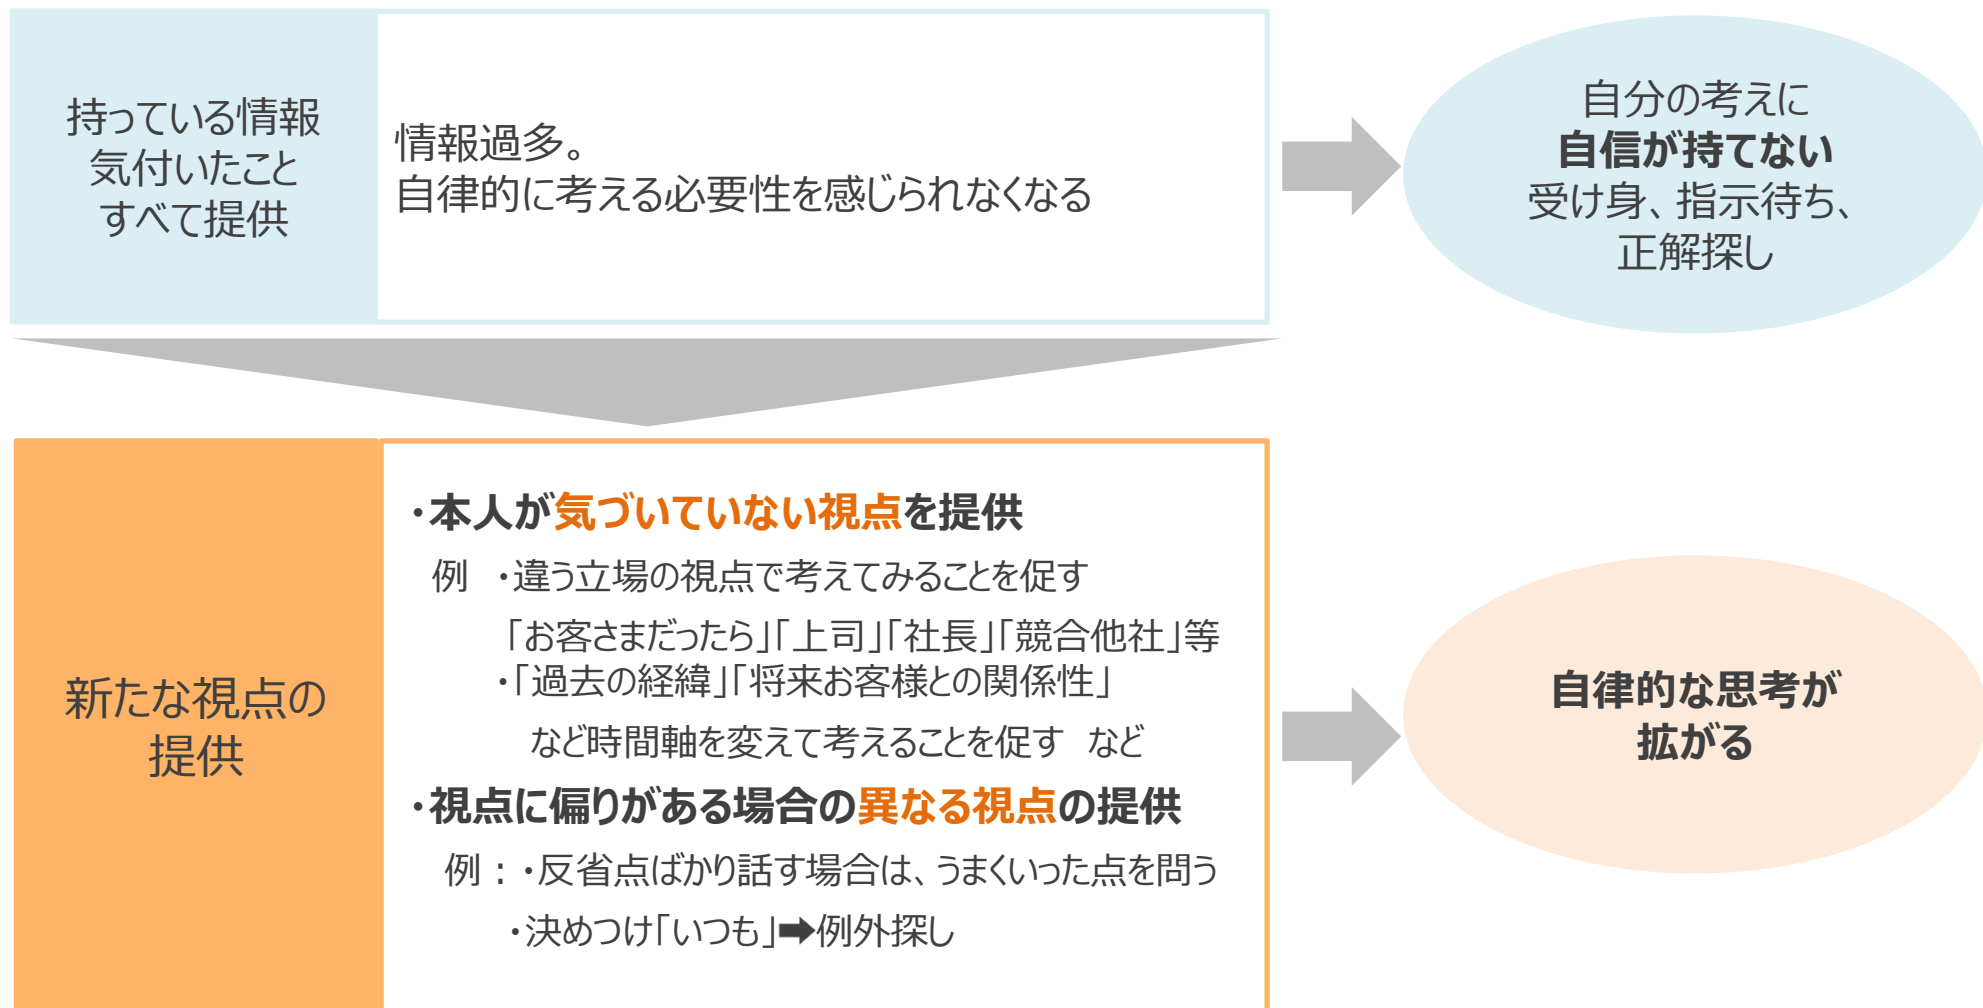 持っている情報
気付いたこと
すべて提供
情報過多。
自律的に考える必要性を感じられなくなる
自分の考えに
自信が持てない
受け身、指示待ち、
正解探し
新たな視点の
提供
・本人が気づいていない視点を提供
例 ・違う立場の視点で考えてみることを促す
「お客さまだったら」「上司」「社長」「競合他社」等
・「過去の経緯」「将来お客様との関係性」
など時間軸を変えて考えることを促す など
・視点に偏りがある場合の異なる視点の提供
例：・反省点ばかり話す場合は、うまくいった点を問う
・決めつけ「いつも」➡例外探し
自律的な思考が
拡がる